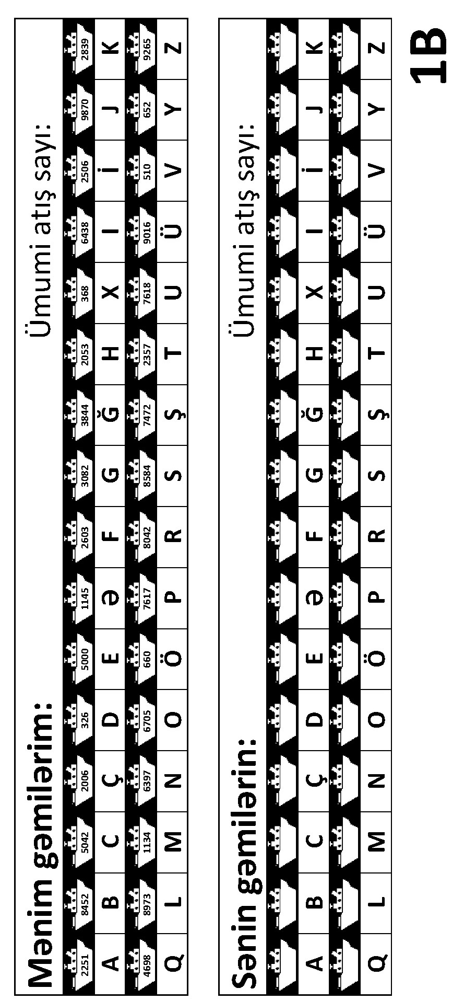 Mənim gəmilərim: Ümumi atış sayı:
2251 8452 5042 2006 326 5000 1145 2603 3082 3844 2053 368 6438 2506 9870 2839
A B C Ç D E Ə F G Ğ H X I İ J K
4698 8973 1134 6397 6705 660 7617 8042 8584 7472 2357 7618 9016 510 652 9265
Q L M N O Ö P R S Ş T U Ü V Y Z
Sənin gəmilərin: Ümumi atış sayı:
A B C Ç D E Ə F G Ğ H X I İ J K
Q L M N O Ö P R S Ş T U Ü V Y Z
1B